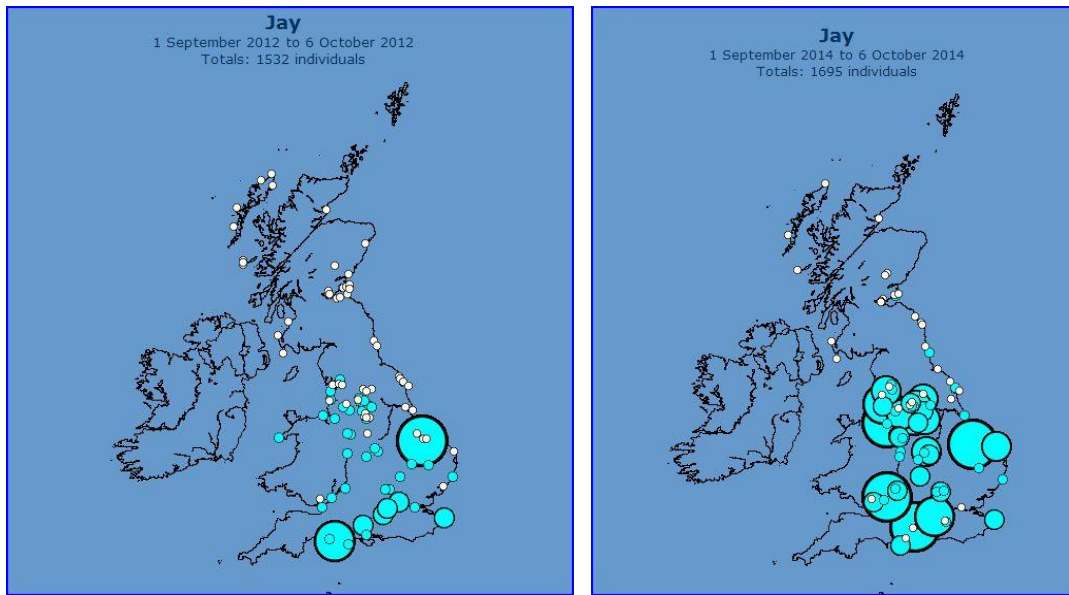 Jay
1 September 2012 to 6 October 2012
Totals: 1532 individuals
Jay
1 September 2014 to 6 October 2014
Totals: 1695 individuals